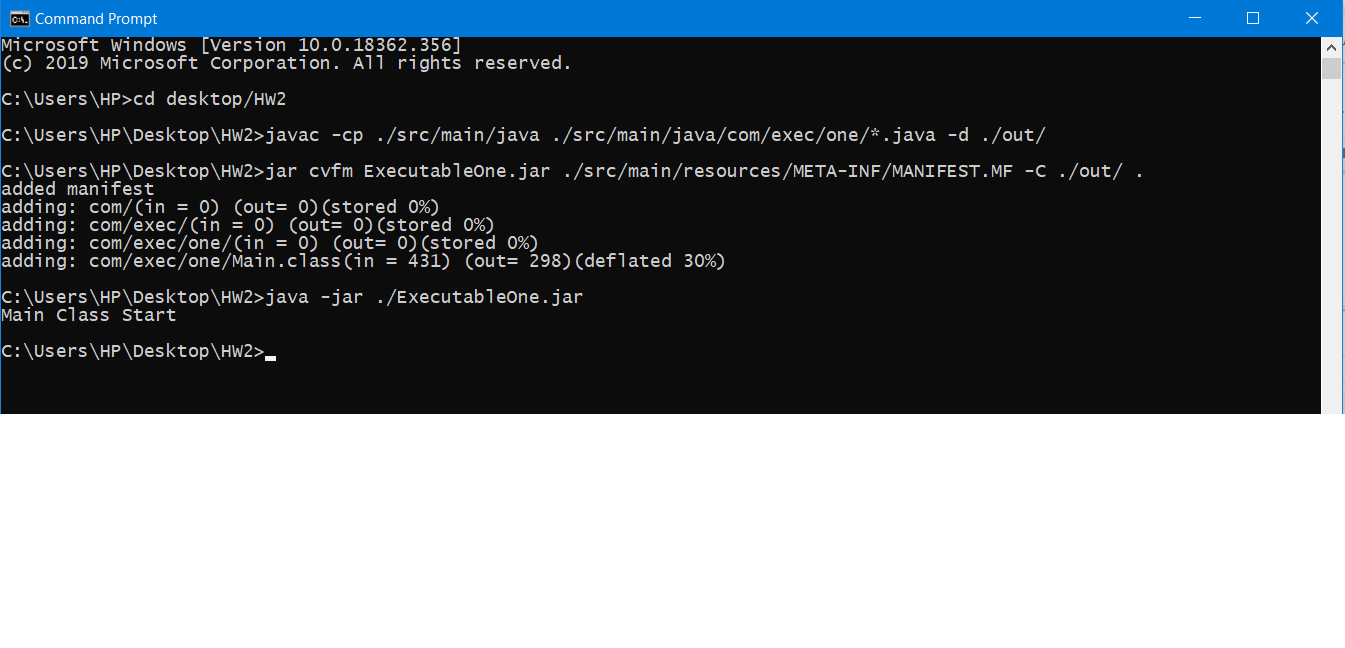 Command Prompt
Microsoft Windows [Version 10.0.18362.356]
(c) 2019 Microsoft Corporation. All rights reserved.
C:\Users\HP>cd desktop/HW2
C:\Users\HP\Desktop\HW2>javac -cp ./src/main/java ./src/main/java/com/exec/one/*.java -d ./out/
C:\Users\HP\Desktop\HW2>jar cvfm ExecutableOne.jar ./src/main/resources/META-INF/MANIFEST.MF -C ./out/ .
added manifest
adding: com/(in = 0) (out= 0)(stored 0%)
adding: com/exec/(in = 0) (out= 0)(stored 0%)
adding: com/exec/one/(in = 0) (out= 0)(stored 0%)
adding: com/exec/one/Main.class(in = 431) (out= 298)(deflated 30%)
C:\Users\HP\Desktop\HW2>java -jar ./ExecutableOne.jar
Main Class Start
C:\Users\HP\Desktop\HW2>